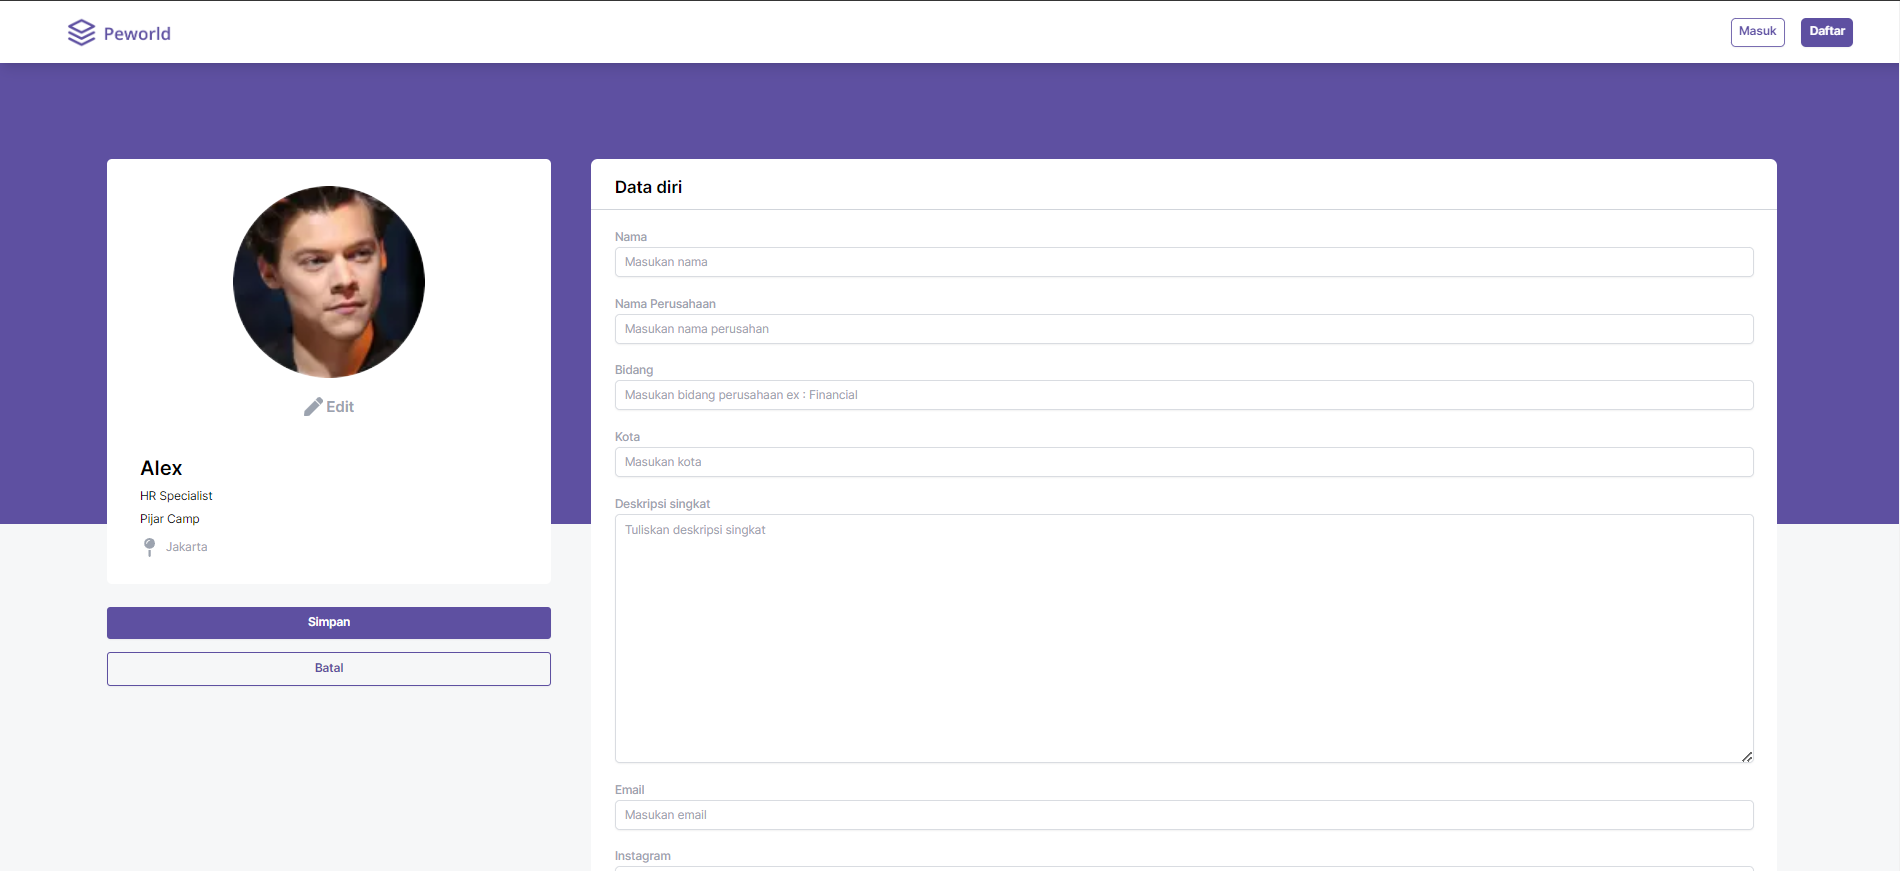 Peworld
Masuk
Daftar
Edit
Alex
HR Specialist
Pijar Camp
Jakarta
Simpan
Batal
Data diri
Nama
Masukan nama
Nama Perusahaan
Masukan nama perusahan
Bidang
Masukan bidang perusahaan ex : Financial
Kota
Masukan kota
Deskripsi singkat
Tuliskan deskripsi singkat
Email
Masukan email
Instagram